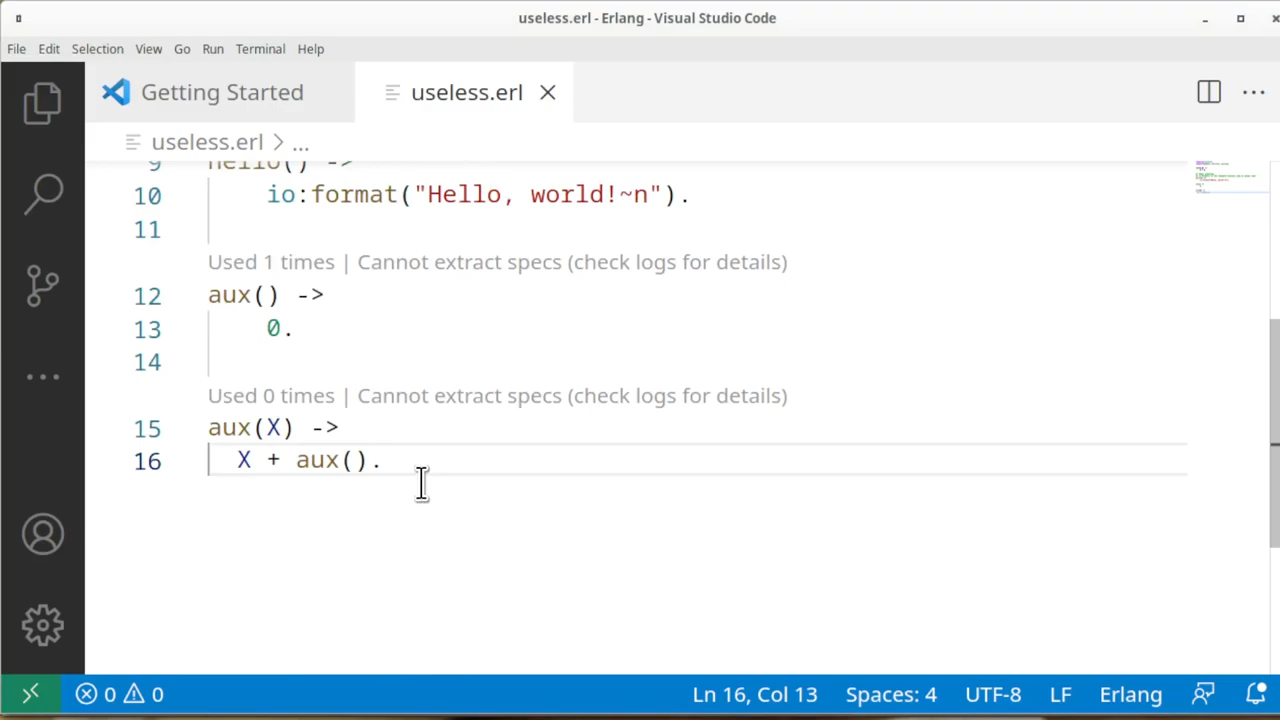 useless.erl - Erlang - Visual Studio Code
File Edit Selection View Go Run Terminal Help
Getting Started useless.erl
useless.erl > ...
9 hello() ->
10 io:format("Hello, world!~n").
11
Used 1 times | Cannot extract specs (check logs for details)
12 aux() ->
13 0.
14
Used 0 times | Cannot extract specs (check logs for details)
15 aux(X) ->
16 X + aux().
0 0 Ln 16, Col 13 Spaces: 4 UTF-8 LF Erlang